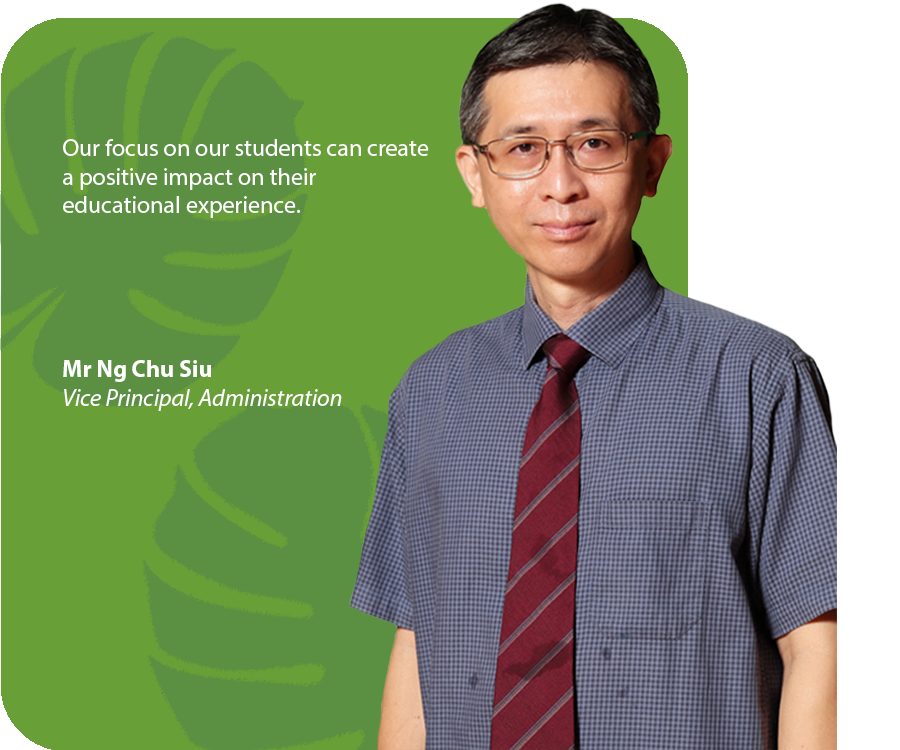 Our focus on our students can create
a positive impact on their
educational experience.
Mr Ng Chu Siu
Vice Principal, Administration